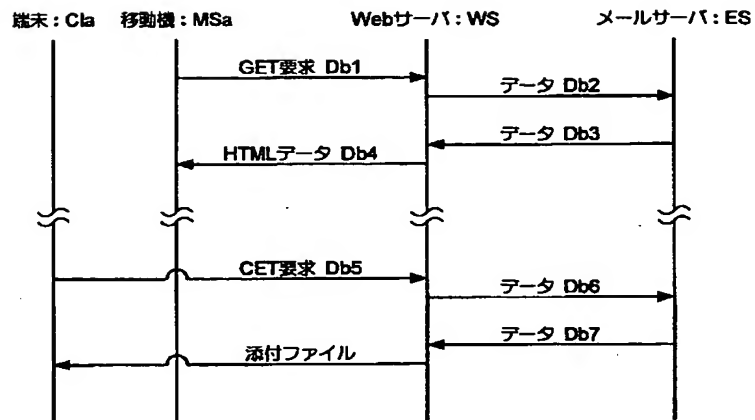 端末：Cla 移動機：MSa Webサーバ：WS メールサーバ：ES
GET要求 Db1
データ Db2
データ Db3
HTMLデータ Db4
CET要求 Db5
データ Db6
データ Db7
添付ファイル